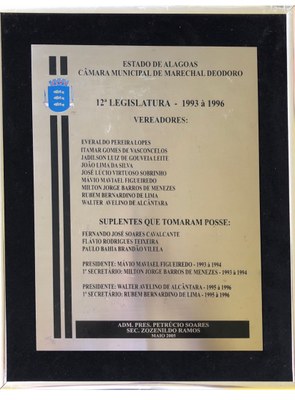 ESTADO DE ALAGOAS
CÂMARA MUNICIPAL DE MARECHAL DEODORO
12ª LEGISLATURA - 1993 à 1996
VEREADORES:
EVERALDO PEREIRA LOPES
ITAMAR GOMES DE VASCONCELOS
JADILSON LUIZ DE GOUVEIA LEITE
JOÃO LIMA DA SILVA
JOSÉ LUCIO VIRTUOSO SOBRINHO
MÁVIO MAVIAEL FIGUEIREDO
MILTON JORGE BARROS DE MENEZES
RUBEM BERNARDINO DE LIMA
WALTER AVELINO DE ALCÂNTARA
SUPLENTES QUE TOMARAM POSSE:
FERNANDO JOSÉ SOARES CAVALCANTE
FLÁVIO RODRIGUES TEIXEIRA
PAULO BAHIA BRANDÃO VILELA
PRESIDENTE: MÁVIO MAVIAEL FIGUEIREDO - 1993 à 1994
1º SECRETÁRIO: MILTON JORGE BARROS DE MENEZES - 1993 à 1994
PRESIDENTE: WALTER AVELINO DE ALCÂNTARA - 1995 à 1996
1º SECRETÁRIO: RUBEM BERNARDINO DE LIMA - 1995 à 1996
ADM. PRES. PETRÚCIO SOARES
SEC. ZOZENILDO RAMOS
MAIO 2005